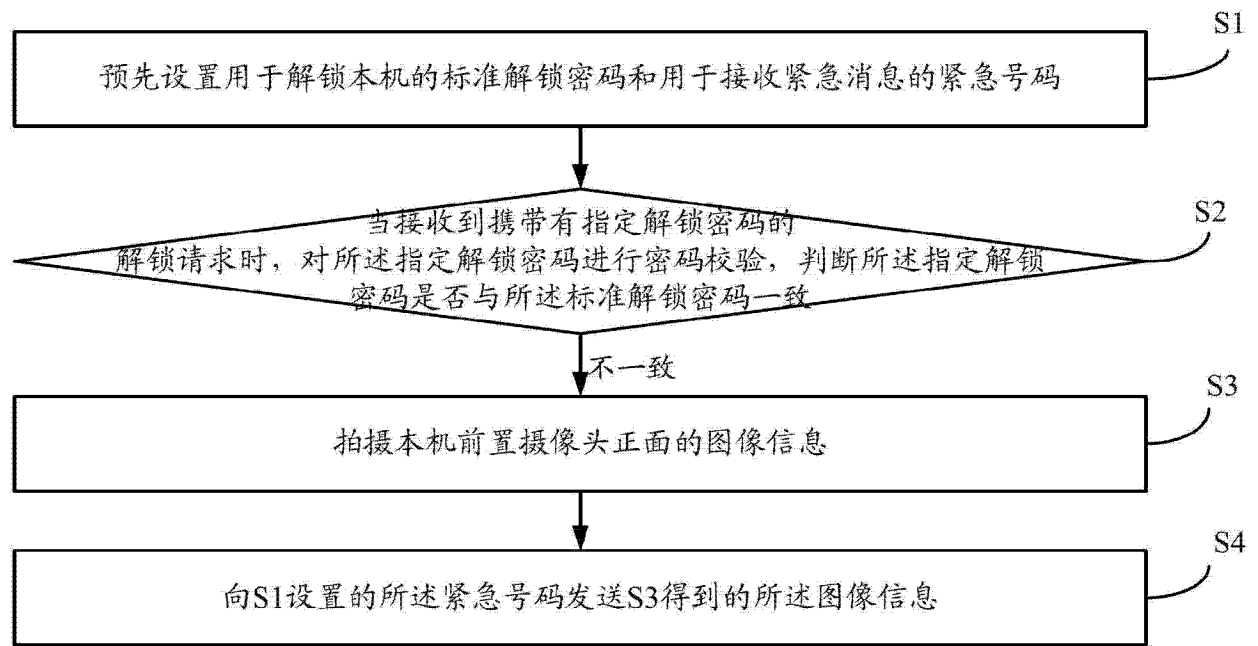 S1
预先设置用于解锁本机的标准解锁密码和用于接收紧急消息的紧急号码
当接收到携带有指定解锁密码的
S2
解锁请求时，对所述指定解锁密码进行密码校验，判断所述指定解锁
密码是否与所述标准解锁密码一致
不一致
S3
拍摄本机前置摄像头正面的图像信息
S4
向S1设置的所述紧急号码发送S3得到的所述图像信息